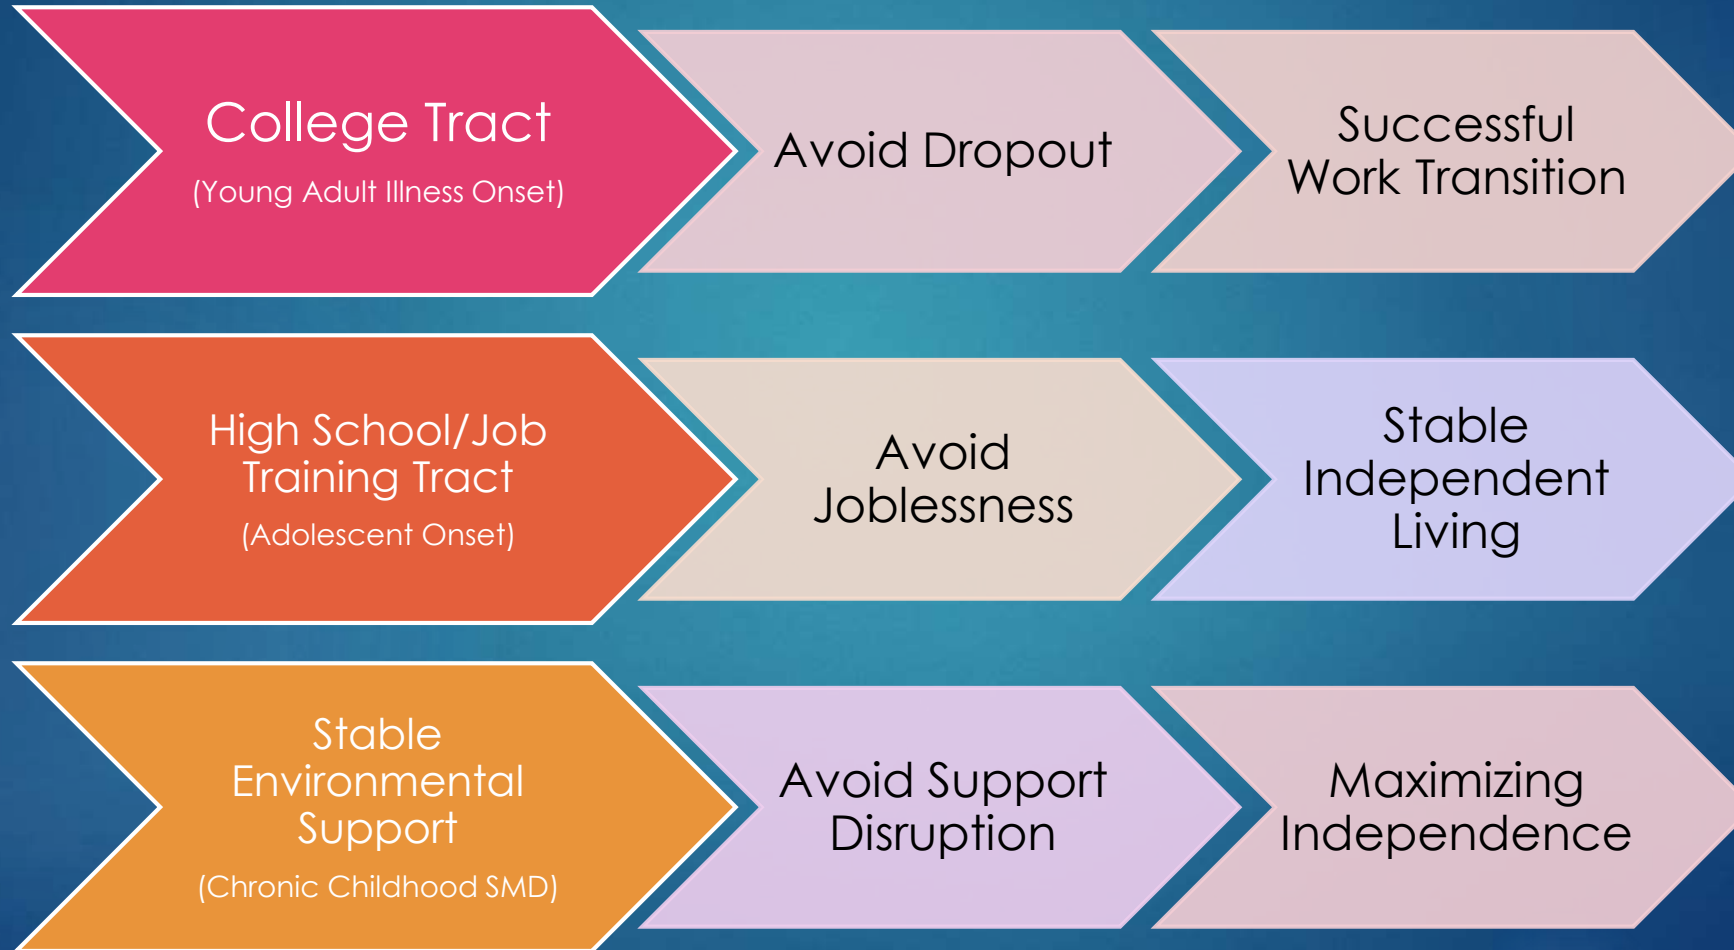 College Tract
(Young Adult Illness Onset)
Avoid Dropout
Successful
Work Transition
High School/Job
Training Tract
(Adolescent Onset)
Avoid
Joblessness
Stable
Independent
Living
Stable
Environmental
Support
(Chronic Childhood SMD)
Avoid Support
Disruption
Maximizing
Independence